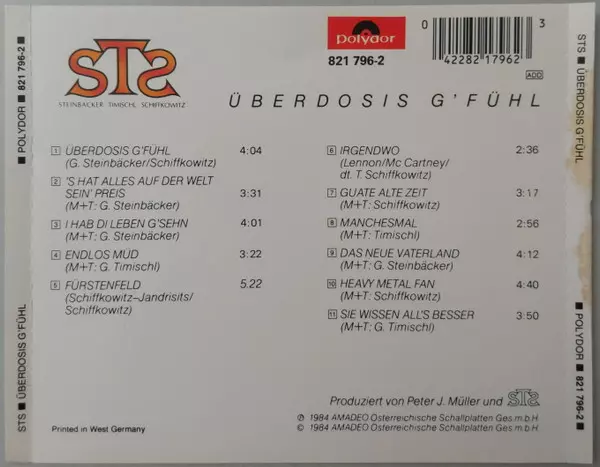 STS
STEINBÄCKER TIMISCHL SCHIFFKOWITZ
polydor
821 796-2
0 42282 17962 3
ADD
ÜBERDOSIS G'FÜHL
1 ÜBERDOSIS G'FÜHL 4:04
(G. Steinbäcker/Schiffkowitz)
2 'S HAT ALLES AUF DER WELT
SEIN' PREIS 3:31
(M+T: G. Steinbäcker)
3 I HAB DI LEBEN G'SEHN 4:01
(M+T: G. Steinbäcker)
4 ENDLOS MÜD 3:22
(M+T: G. Timischl)
5 FÜRSTENFELD 5.22
(Schiffkowitz–Jandrisits/
Schiffkowitz)
6 IRGENDWO 2:36
(Lennon/Mc Cartney/
dt. T. Schiffkowitz)
7 GUATE ALTE ZEIT 3:17
(M+T: Schiffkowitz)
8 MANCHESMAL 2:56
(M+T: Timischl)
9 DAS NEUE VATERLAND 4:12
(M+T: G. Steinbäcker)
10 HEAVY METAL FAN 4:40
(M+T: Schiffkowitz)
11 SIE WISSEN ALL'S BESSER 3:50
(M+T: G. Timischl)
Produziert von Peter J. Müller und STS
℗ 1984 AMADEO Österreichische Schallplatten Ges.m.b.H.
© 1984 AMADEO Österreichische Schallplatten Ges.m.b.H.
Printed in West Germany
STS ■ ÜBERDOSIS G'FÜHL ■ POLYDOR ■ 821 796-2 ■
STS ■ ÜBERDOSIS G'FÜHL ■ POLYDOR ■ 821 796-2 ■